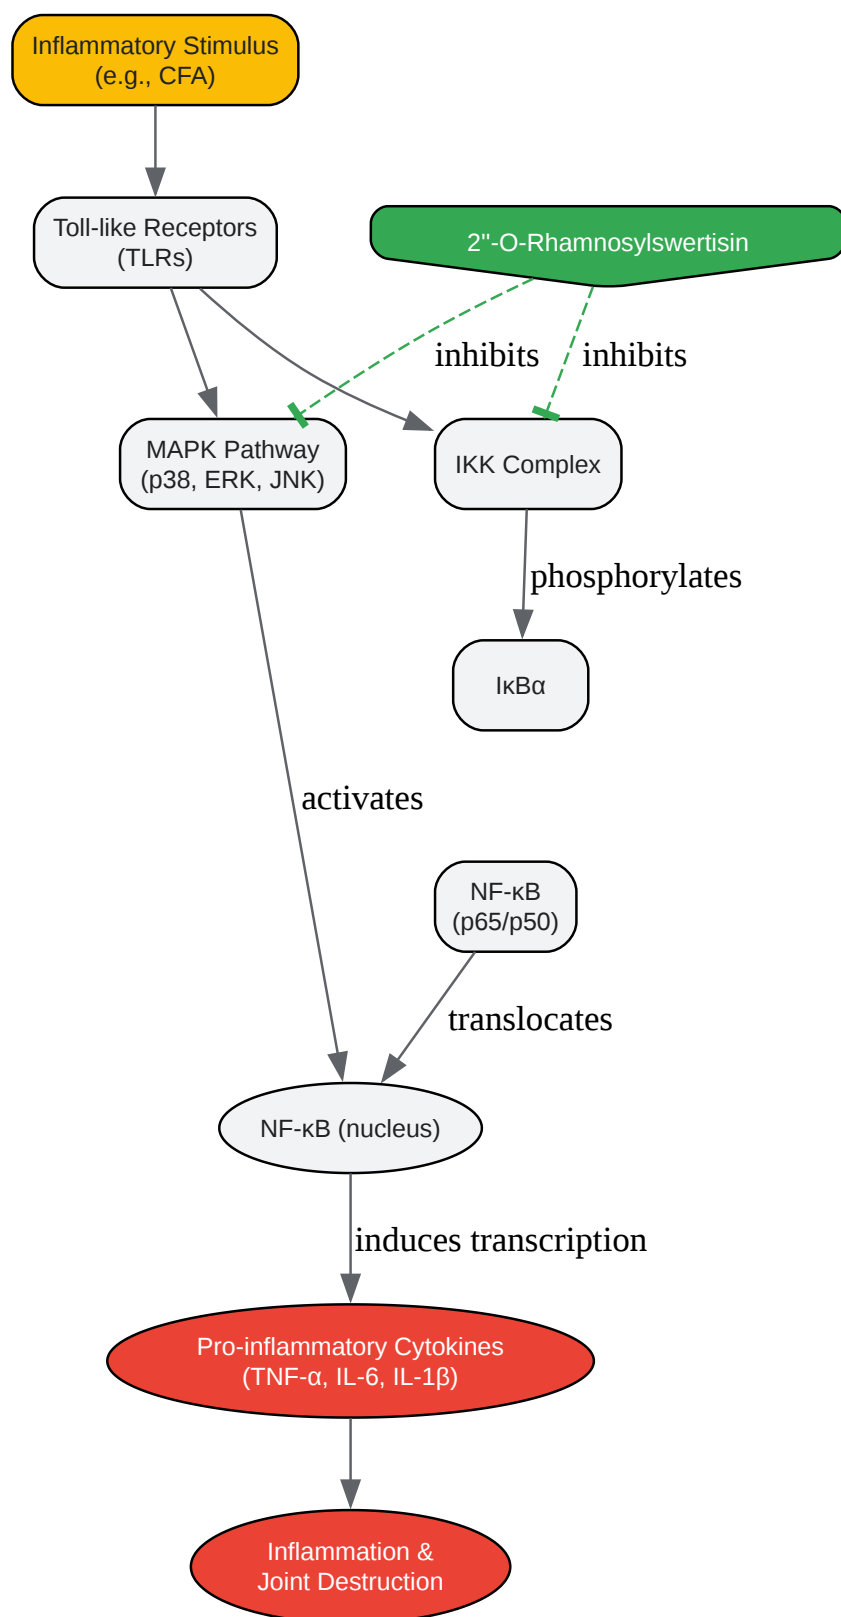 Inflammatory Stimulus
(e.g., CFA)
Toll-like Receptors
(TLRs)
2"-O-Rhamnosylswertisin
inhibits
inhibits
MAPK Pathway
(p38, ERK, JNK)
IKK Complex
phosphorylates
IκBα
activates
NF-κB
(p65/p50)
translocates
NF-κB (nucleus)
induces transcription
Pro-inflammatory Cytokines
(TNF-α, IL-6, IL-1β)
Inflammation &
Joint Destruction